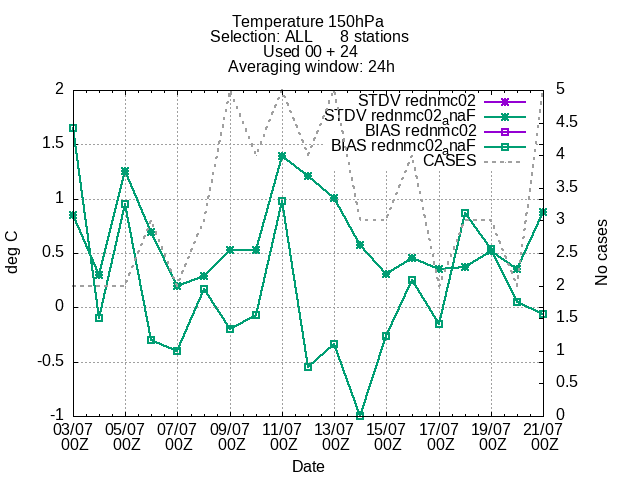 Temperature 150hPa
Selection: ALL 8 stations
Used 00 + 24
Averaging window: 24h
STDV rednmc02
STDV rednmc02anaF
BIAS rednmc02
BIAS rednmc02anaF
CASES
deg C
2
1.5
1
0.5
0
-0.5
-1
No cases
5
4.5
4
3.5
3
2.5
2
1.5
1
0.5
0
03/07 05/07 07/07 09/07 11/07 13/07 15/07 17/07 19/07 21/07
00Z 00Z 00Z 00Z 00Z 00Z 00Z 00Z 00Z 00Z
Date